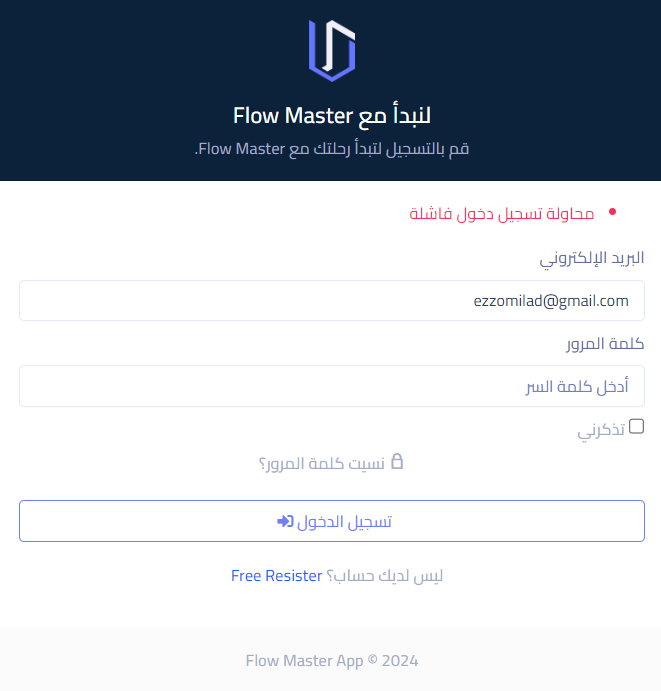 لنبدأ مع Flow Master
قم بالتسجيل لتبدأ رحلتك مع Flow Master.
محاولة تسجيل دخول فاشلة
البريد الإلكتروني
ezzomilad@gmail.com
كلمة المرور
أدخل كلمة السر
تذكرني
نسيت كلمة المرور؟
تسجيل الدخول
ليس لديك حساب؟ Free Resister
Flow Master App © 2024